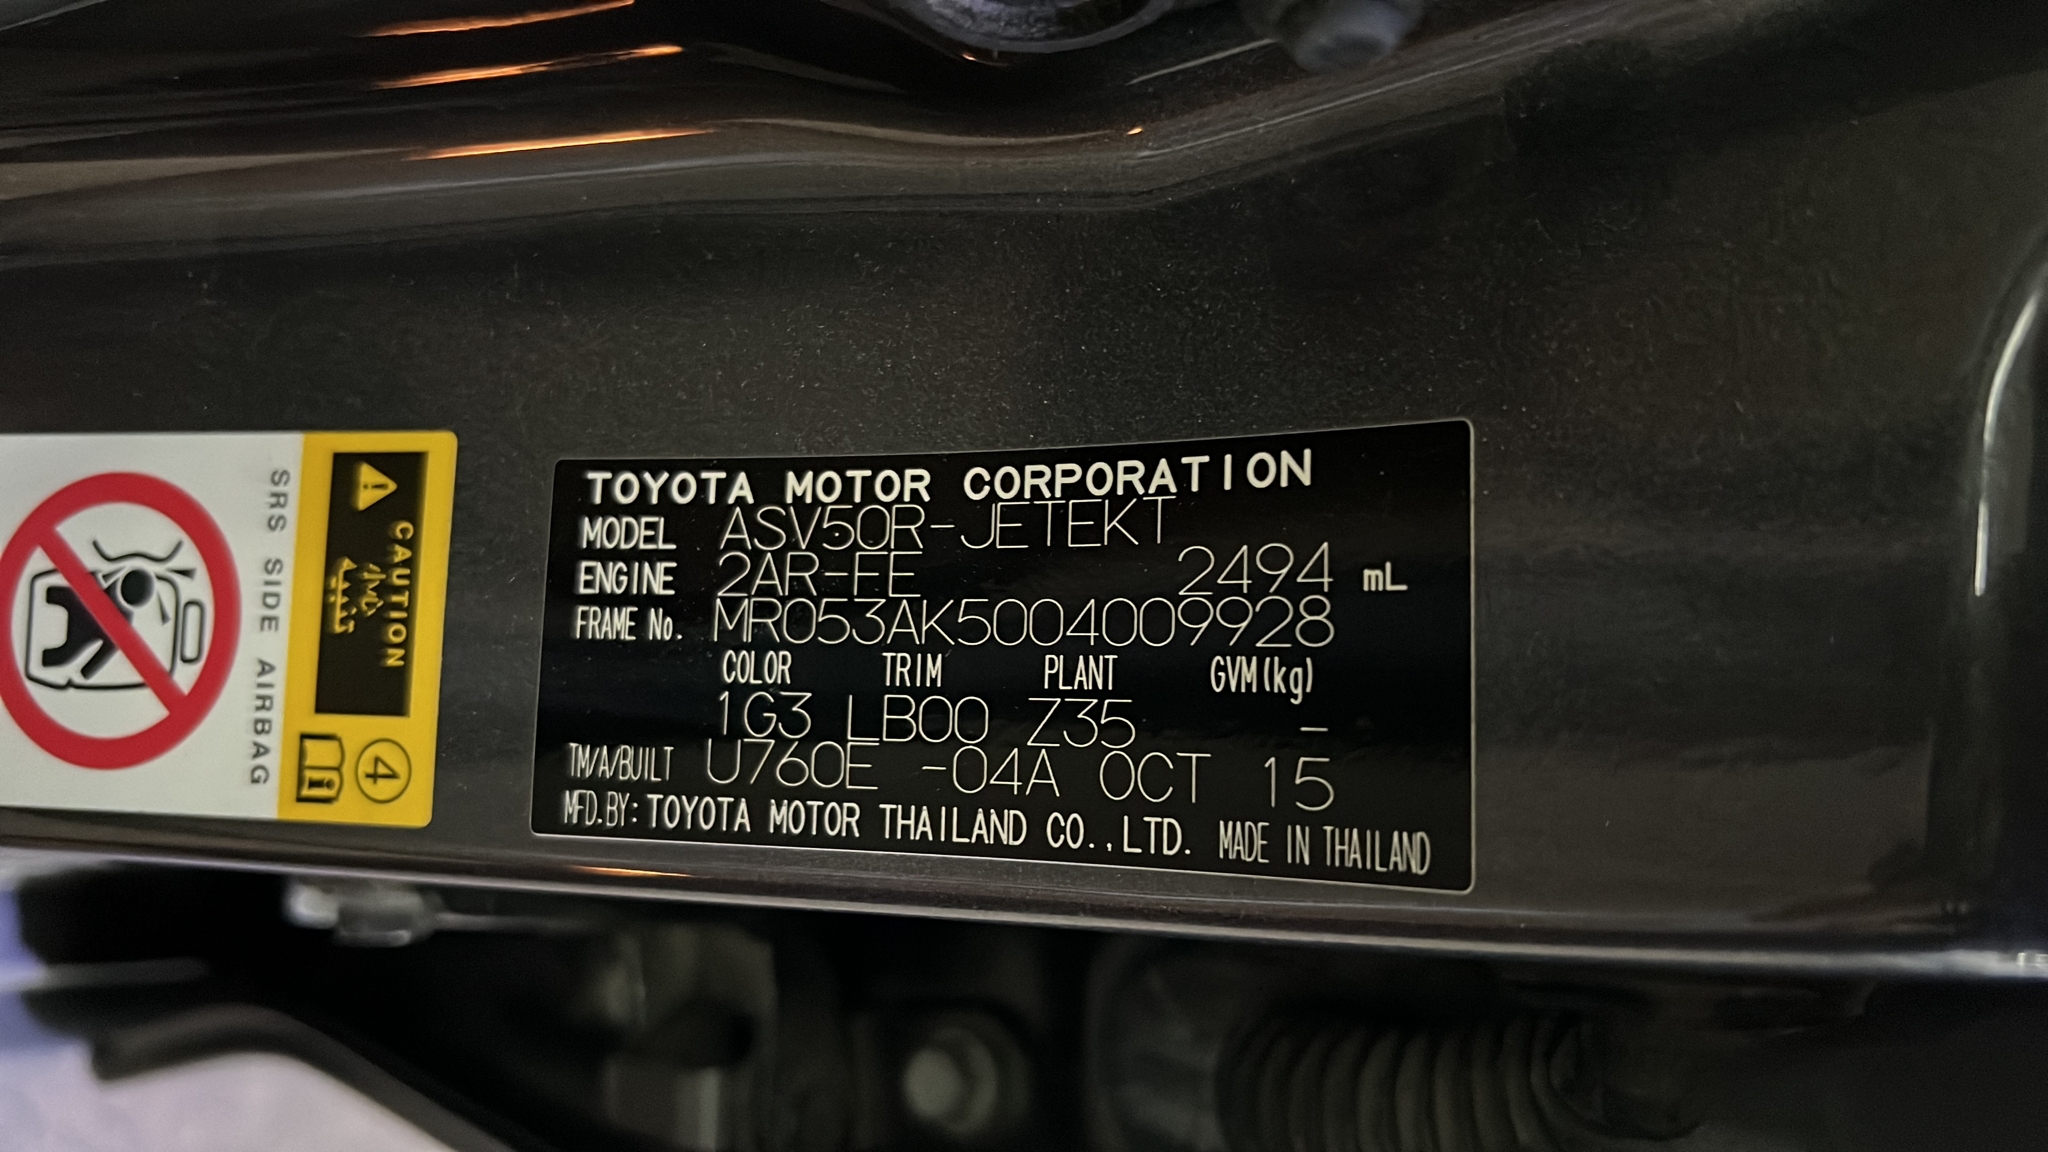 TOYOTA MOTOR CORPORATION
MODEL ASV50R-JETEKT
ENGINE 2AR-FE 2494 mL
FRAME No. MR053AK5004009928
COLOR TRIM PLANT GVM(kg)
1G3 LB00 Z35 -
TM/A/BUILT U760E -04A OCT 15
MFD.BY: TOYOTA MOTOR THAILAND CO.,LTD. MADE IN THAILAND
SRS SIDE AIRBAG
CAUTION
4